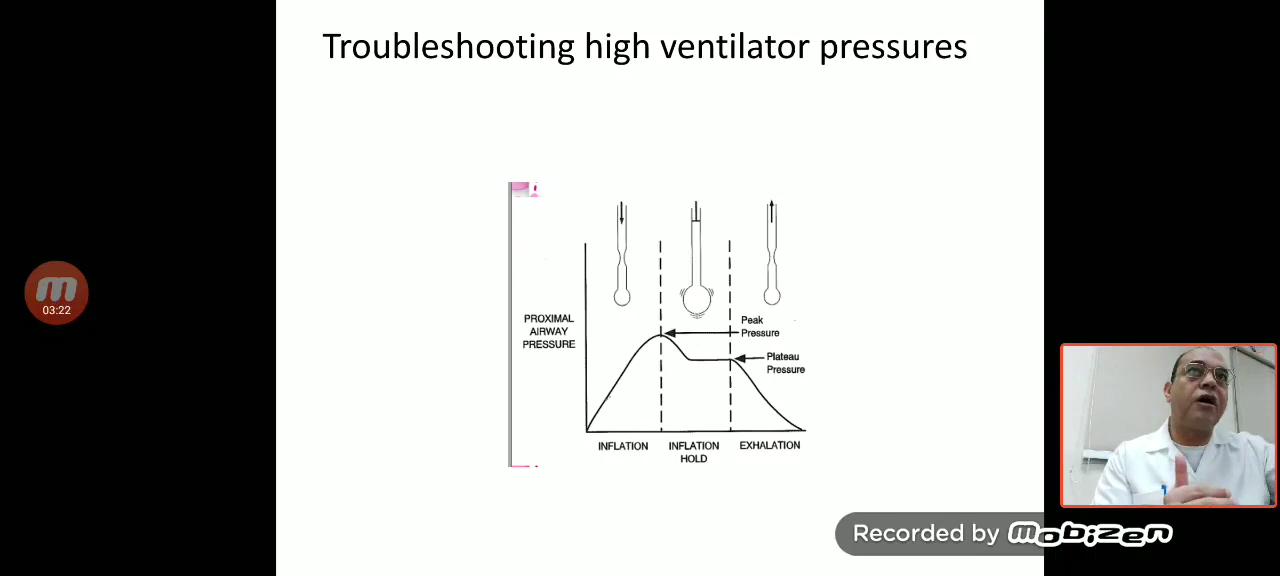 Troubleshooting high ventilator pressures
PROXIMAL
AIRWAY
PRESSURE
Peak
Pressure
Plateau
Pressure
INFLATION
INFLATION
HOLD
EXHALATION
03:22
Recorded by mobizen